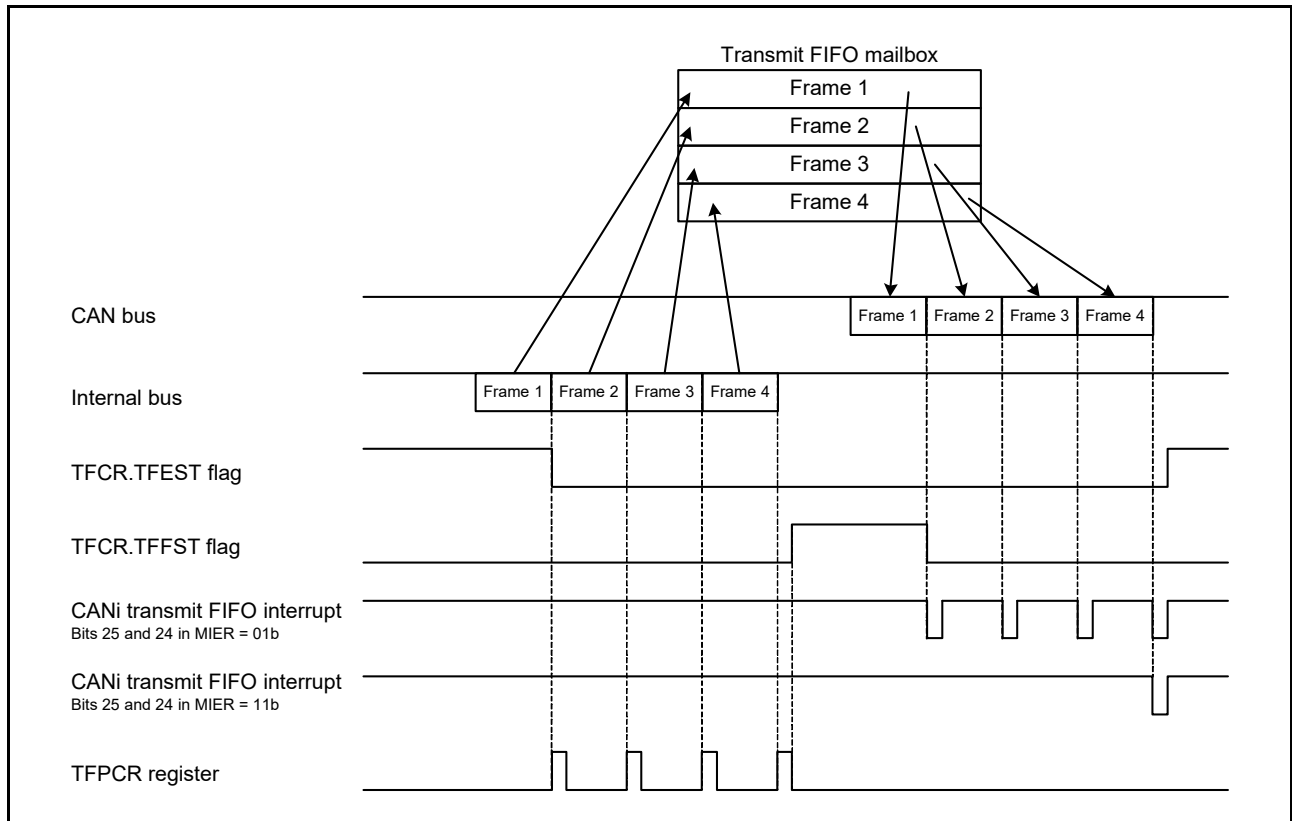 Transmit FIFO mailbox
Frame 1
Frame 2
Frame 3
Frame 4
CAN bus
Frame 1 Frame 2 Frame 3 Frame 4
Internal bus
Frame 1 Frame 2 Frame 3 Frame 4
TFCR.TFEST flag
TFCR.TFFST flag
CANi transmit FIFO interrupt
Bits 25 and 24 in MIER = 01b
CANi transmit FIFO interrupt
Bits 25 and 24 in MIER = 11b
TFPCR register